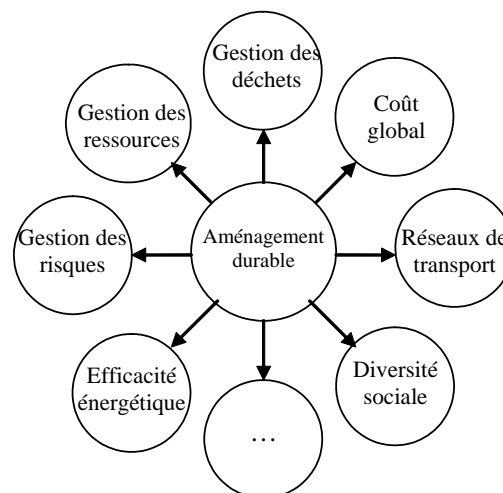 Gestion des
déchets
Gestion des
ressources
Coût
global
Gestion des
risques
Aménagement
durable
Réseaux de
transport
Efficacité
énergétique
Diversité
sociale
…